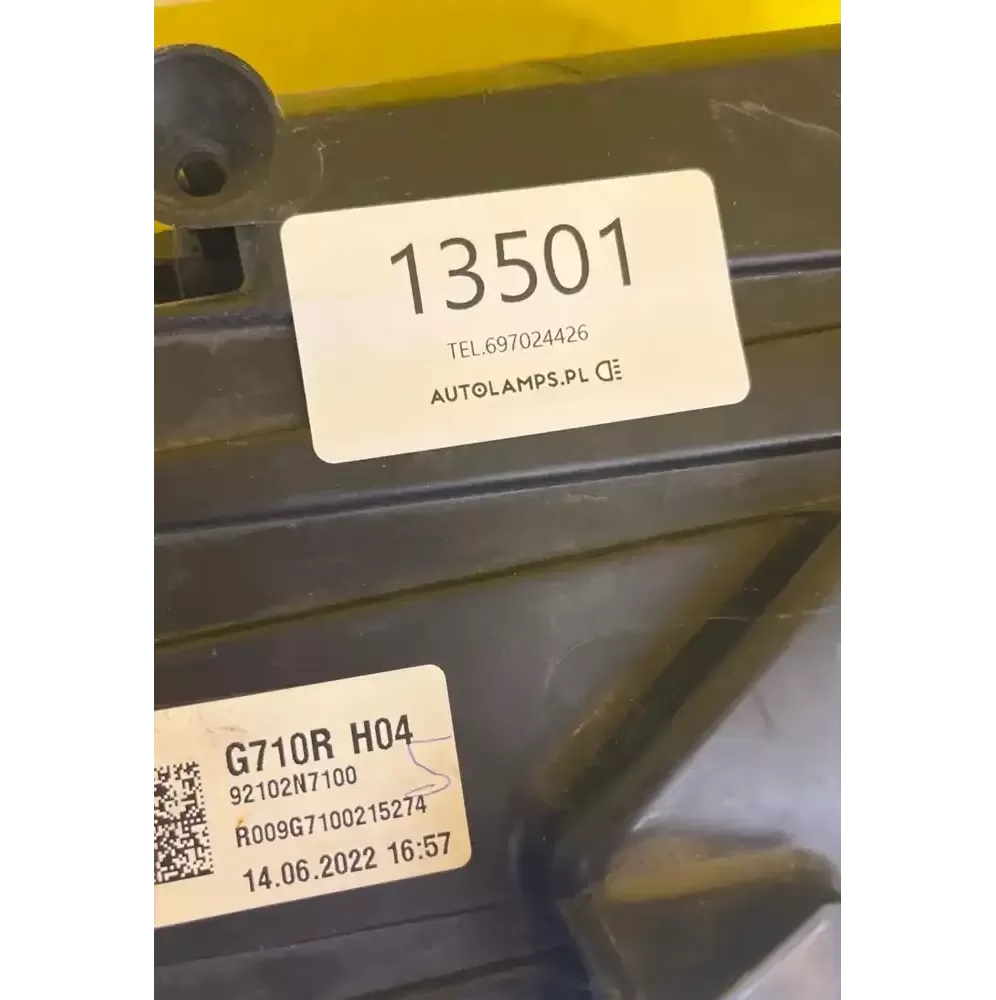 13501
TEL.697024426
AUTOLAMPS.PL
G710R H04
92102N7100
R009G7100215274
14.06.2022 16:57